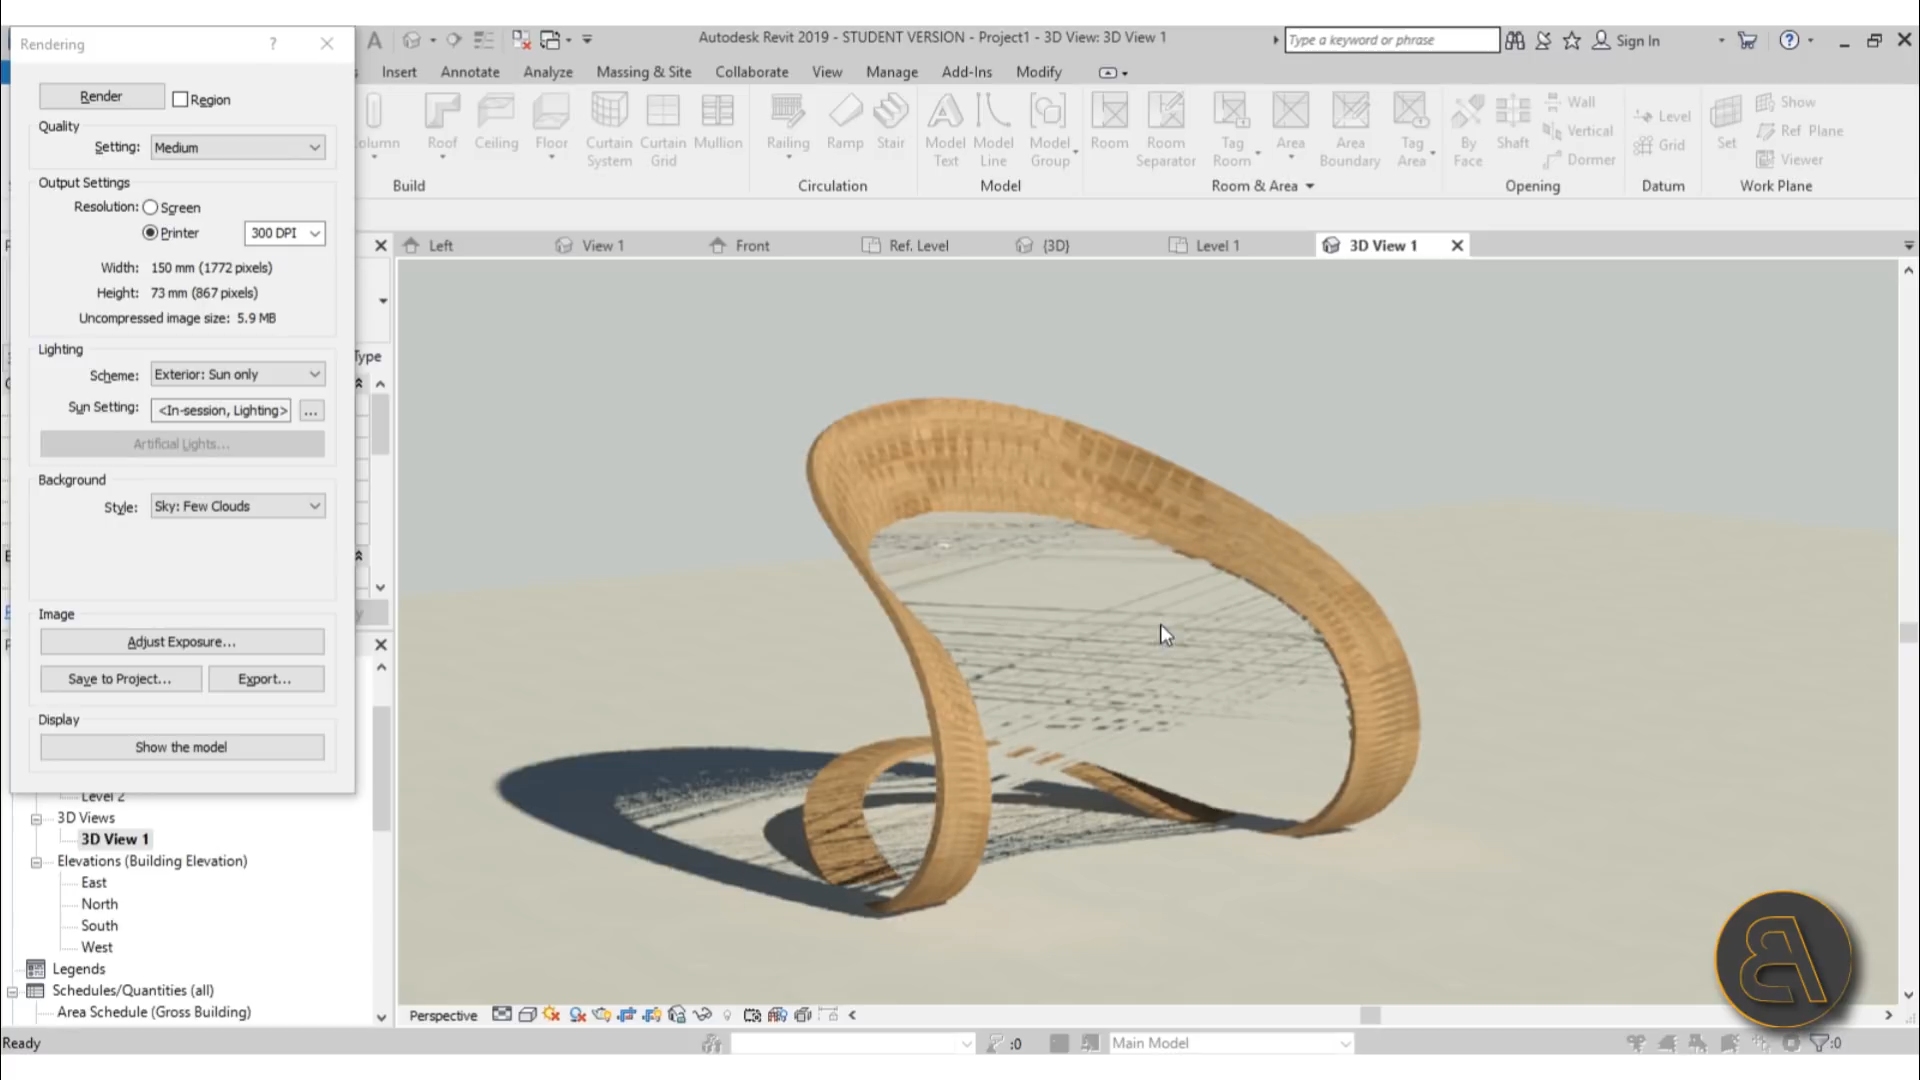 Rendering
?
Render
Region
Quality
Setting: Medium
Output Settings
Resolution: Screen
Printer 300 DPI
Width: 150 mm (1772 pixels)
Height: 73 mm (867 pixels)
Uncompressed image size: 5.9 MB
Lighting
Scheme: Exterior: Sun only
Sun Setting: <In-session, Lighting> ...
Artificial Lights...
Background
Style: Sky: Few Clouds
Image
Adjust Exposure...
Save to Project... Export...
Display
Show the model
Autodesk Revit 2019 - STUDENT VERSION - Project1 - 3D View: 3D View 1
Type a keyword or phrase
Sign In
Insert Annotate Analyze Massing & Site Collaborate View Manage Add-Ins Modify
Roof Ceiling Floor Curtain System Curtain Grid Mullion
Build
Railing Ramp Stair
Circulation
Model Text Model Line Model Group
Model
Room Room Separator Tag Room Area Area Boundary Tag Area
Room & Area
By Face Shaft Wall Vertical Dormer
Opening
Level
Grid
Datum
Set Show Ref Plane Viewer
Work Plane
Left View 1 Front Ref. Level {3D} Level 1 3D View 1
Type
Level 2
3D Views
3D View 1
Elevations (Building Elevation)
East
North
South
West
Legends
Schedules/Quantities (all)
Area Schedule (Gross Building)
Perspective
Ready
:0
Main Model
:0